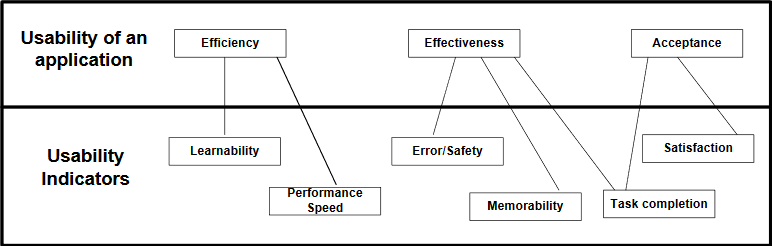 Usability of an
application
Efficiency
Effectiveness
Acceptance
Usability
Indicators
Learnability
Error/Safety
Satisfaction
Performance
Speed
Memorability
Task completion